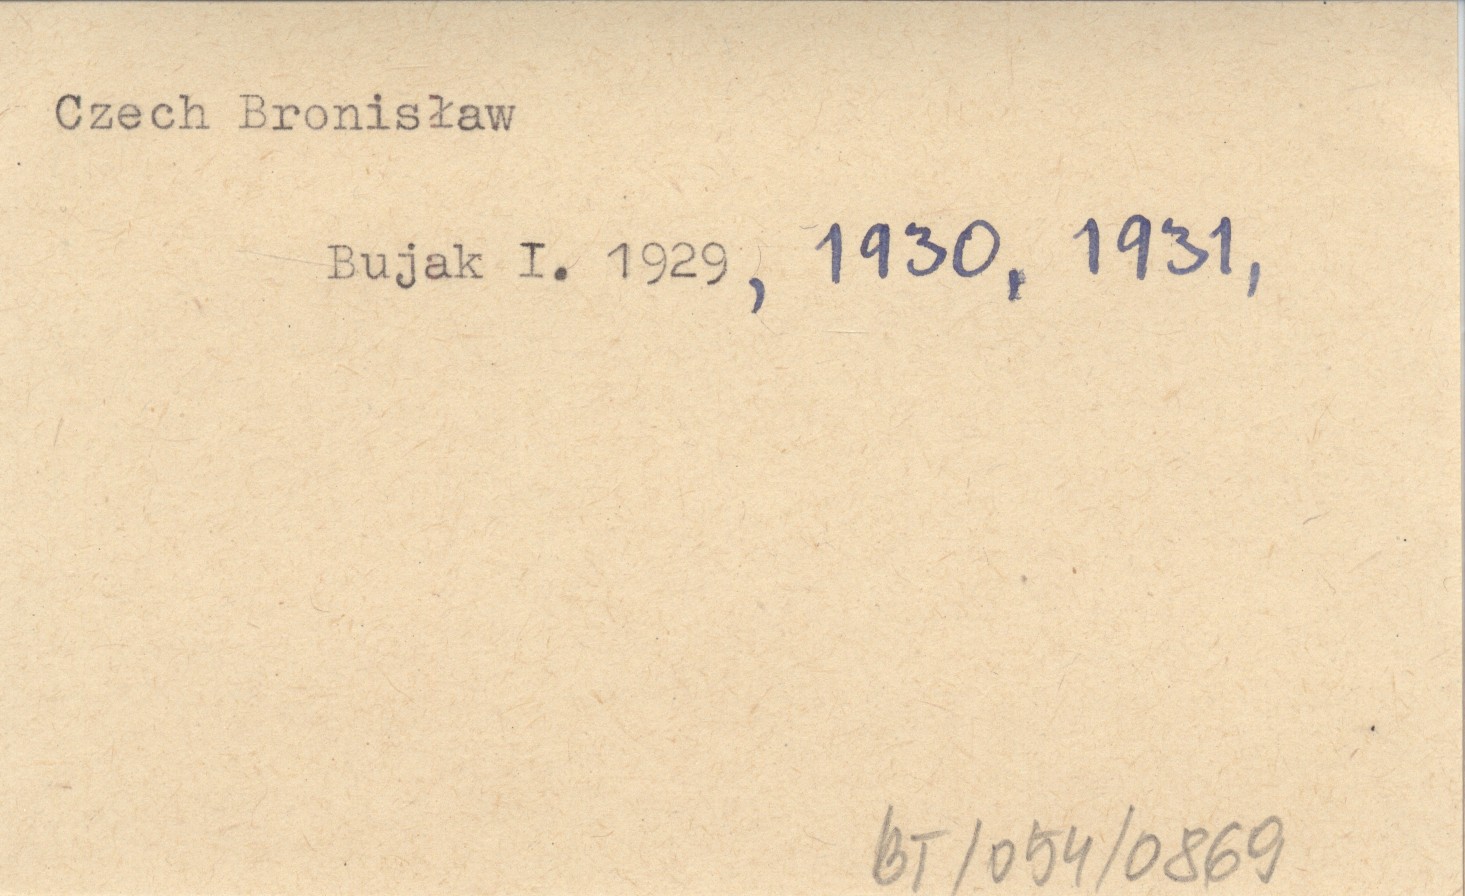 Czech Bronisław
Bujak I. 1929, 1930, 1931,
BT/054/0869